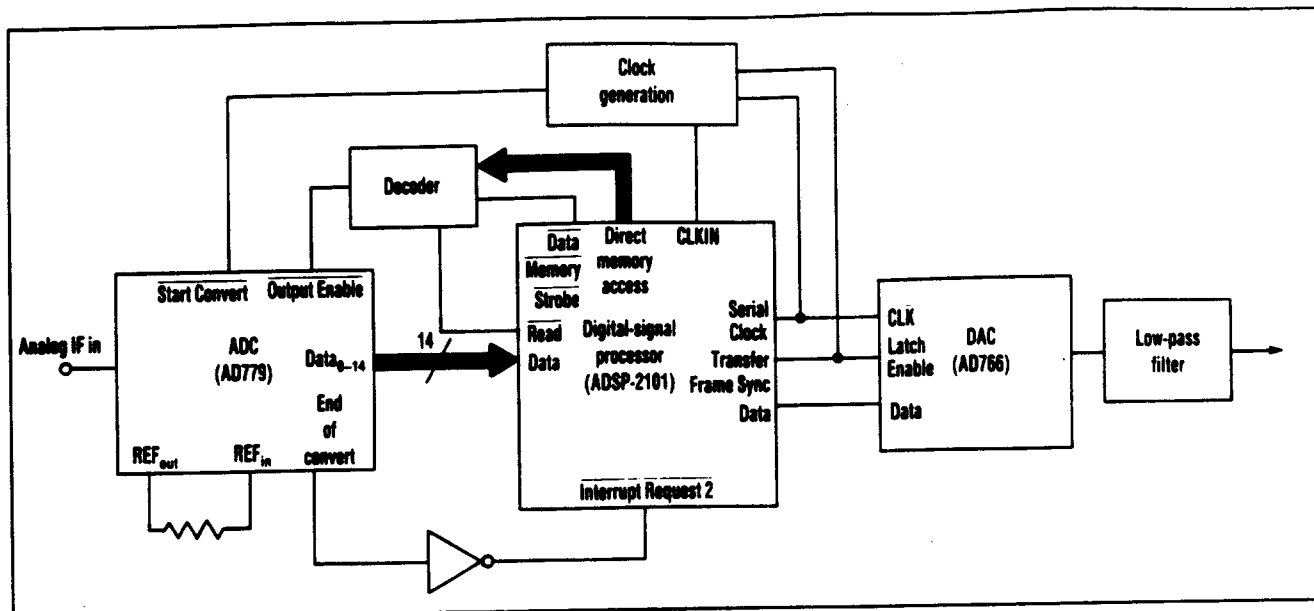 Clock
generation
Decoder
Data
Memory
Strobe
Direct
memory
access
CLKIN
Start Convert
Output Enable
Analog IF in
ADC
(AD779)
Data0–14
14
Read
Data
Digital-signal
processor
(ADSP-2101)
Serial
Clock
Transfer
Frame Sync
Data
CLK
Latch
Enable
Data
DAC
(AD766)
Low-pass
filter
End
of
convert
REFout
REFin
Interrupt Request 2